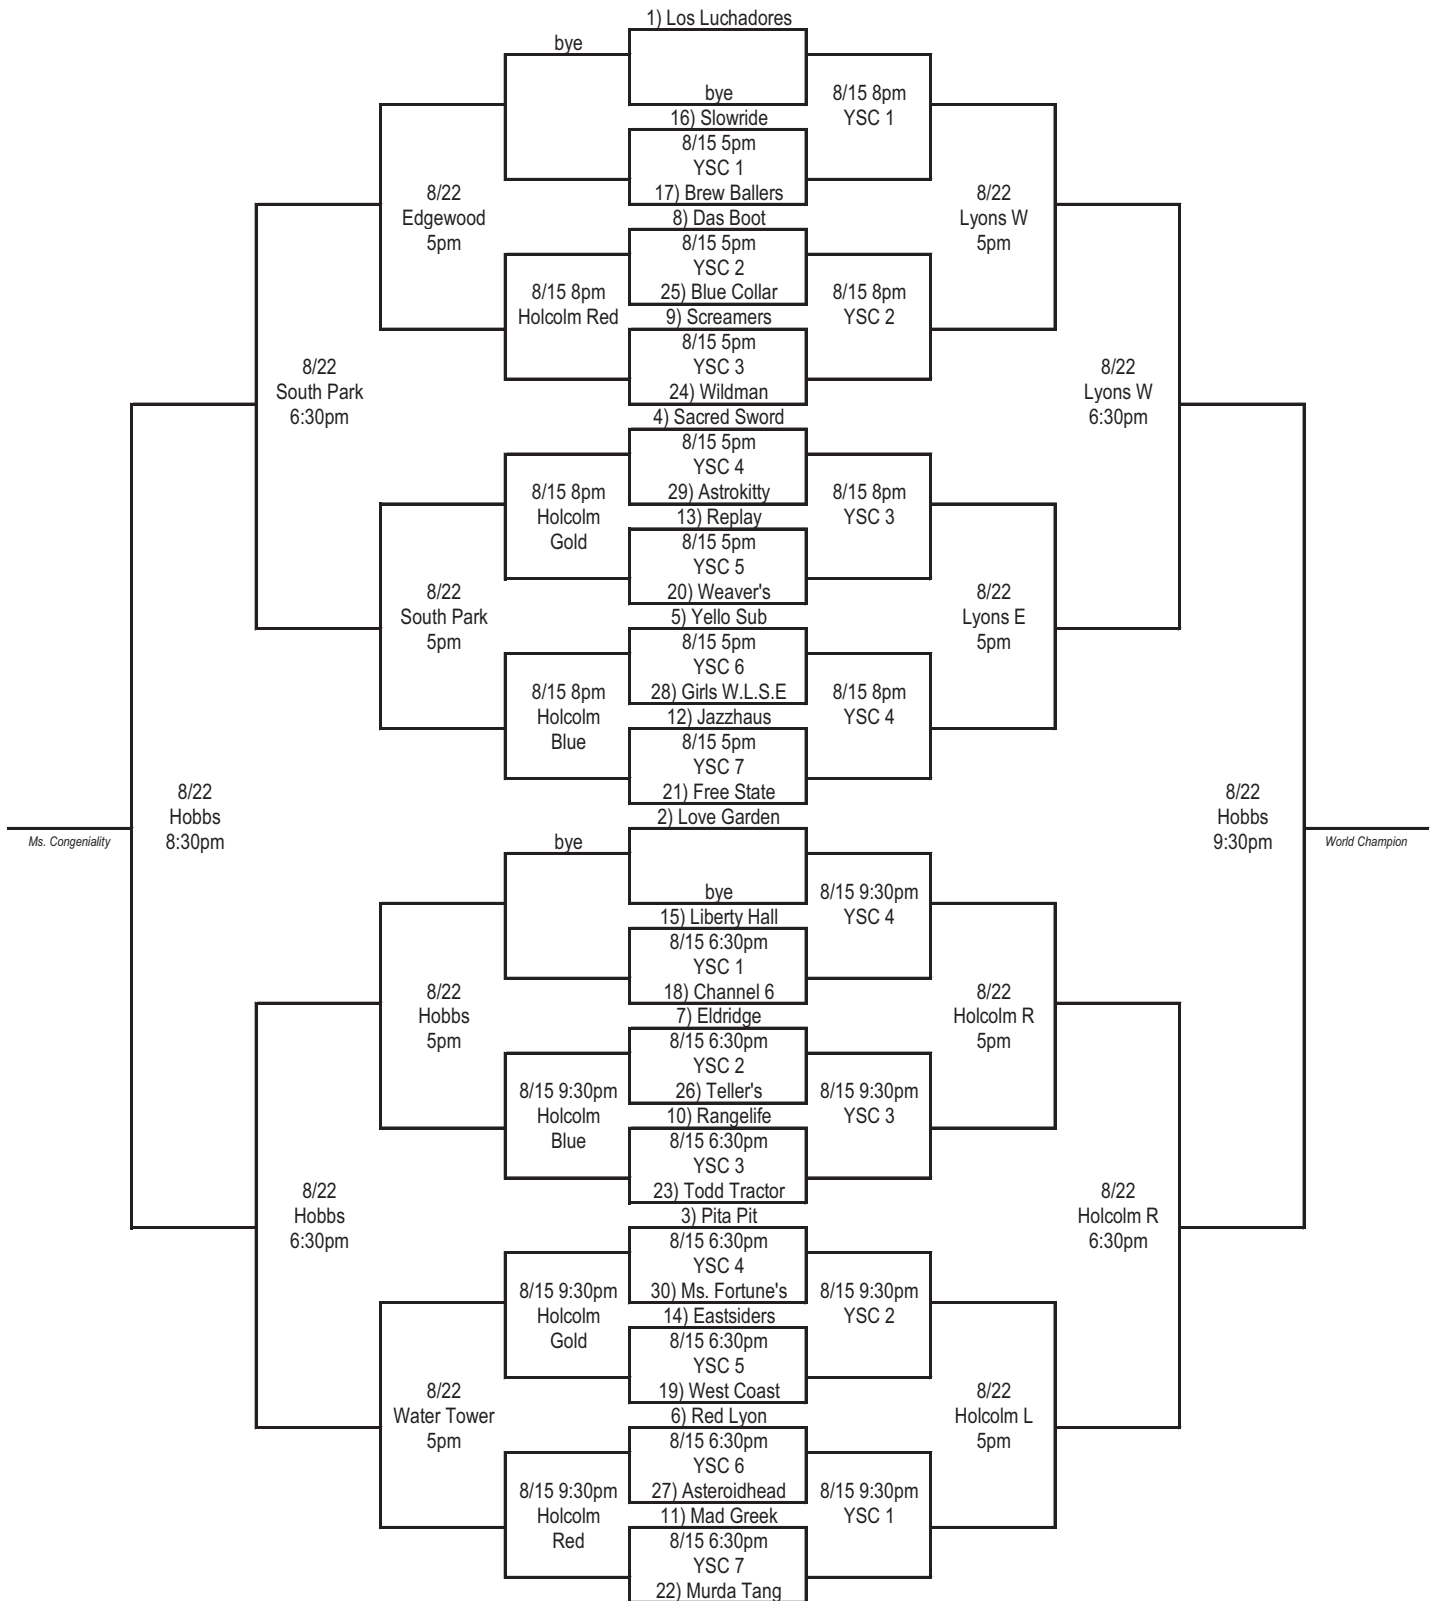 1) Los Luchadores
bye
bye
8/15 8pm
YSC 1
16) Slowride
8/15 5pm
YSC 1
17) Brew Ballers
8/22
Edgewood
5pm
8/22
Lyons W
5pm
8) Das Boot
8/15 5pm
YSC 2
25) Blue Collar
8/15 8pm
Holcolm Red
8/15 8pm
YSC 2
9) Screamers
8/15 5pm
YSC 3
24) Wildman
8/22
South Park
6:30pm
8/22
Lyons W
6:30pm
4) Sacred Sword
8/15 5pm
YSC 4
29) Astrokitty
8/15 8pm
Holcolm
Gold
8/15 8pm
YSC 3
13) Replay
8/15 5pm
YSC 5
20) Weaver's
8/22
South Park
5pm
8/22
Lyons E
5pm
5) Yello Sub
8/15 5pm
YSC 6
28) Girls W.L.S.E
8/15 8pm
Holcolm
Blue
8/15 8pm
YSC 4
12) Jazzhaus
8/15 5pm
YSC 7
21) Free State
8/22
Hobbs
8:30pm
Ms. Congeniality
8/22
Hobbs
9:30pm
World Champion
2) Love Garden
bye
bye
8/15 9:30pm
YSC 4
15) Liberty Hall
8/15 6:30pm
YSC 1
18) Channel 6
8/22
Hobbs
5pm
8/22
Holcolm R
5pm
7) Eldridge
8/15 6:30pm
YSC 2
26) Teller's
8/15 9:30pm
Holcolm
Blue
8/15 9:30pm
YSC 3
10) Rangelife
8/15 6:30pm
YSC 3
23) Todd Tractor
8/22
Hobbs
6:30pm
8/22
Holcolm R
6:30pm
3) Pita Pit
8/15 6:30pm
YSC 4
30) Ms. Fortune's
8/15 9:30pm
Holcolm
Gold
8/15 9:30pm
YSC 2
14) Eastsiders
8/15 6:30pm
YSC 5
19) West Coast
8/22
Water Tower
5pm
8/22
Holcolm L
5pm
6) Red Lyon
8/15 6:30pm
YSC 6
27) Asteroidhead
8/15 9:30pm
Holcolm
Red
8/15 9:30pm
YSC 1
11) Mad Greek
8/15 6:30pm
YSC 7
22) Murda Tang